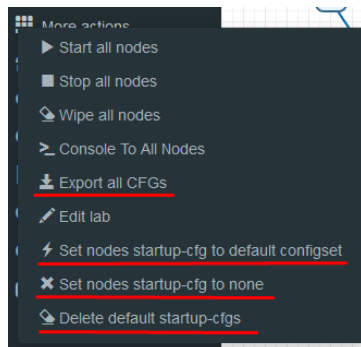 More actions
Start all nodes
Stop all nodes
Wipe all nodes
Console To All Nodes
Export all CFGs
Edit lab
Set nodes startup-cfg to default configset
Set nodes startup-cfg to none
Delete default startup-cfgs